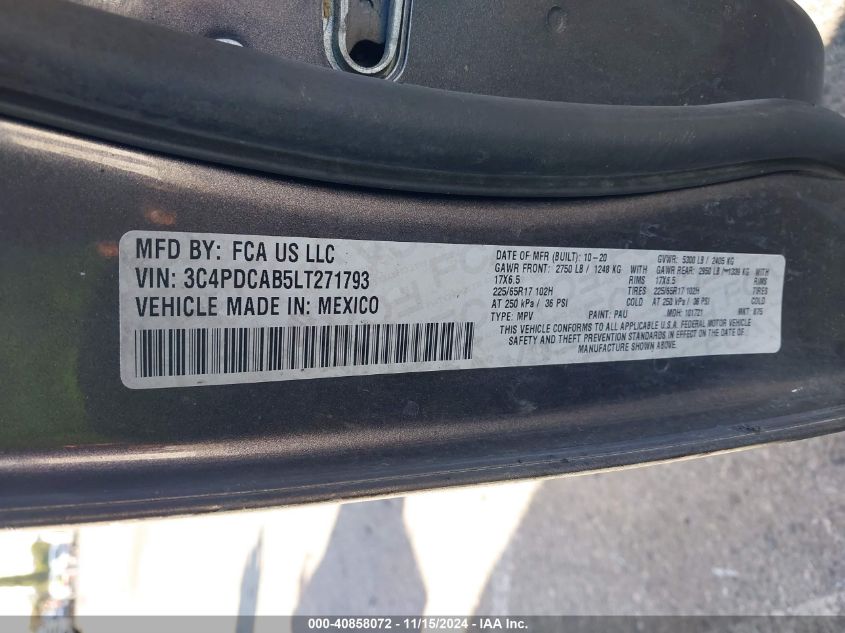 MFD BY: FCA US LLC
VIN: 3C4PDCAB5LT271793
VEHICLE MADE IN: MEXICO
DATE OF MFR (BUILT): 10-20 GVWR: 5300 LB / 2405 KG
GAWR FRONT: 2750 LB / 1248 KG GAWR REAR: 2950 LB / 1339 KG
17X6.5 RIMS 17X6.5 RIMS
225/65R17 102H TIRES 225/65R17 102H TIRES
AT 250 kPa / 36 PSI COLD AT 250 kPa / 36 PSI COLD
TYPE: MPV PAINT: PAU MDH: 101721 MKT: 875
THIS VEHICLE CONFORMS TO ALL APPLICABLE U.S.A. FEDERAL MOTOR VEHICLE
SAFETY AND THEFT PREVENTION STANDARDS IN EFFECT ON THE DATE OF
MANUFACTURE SHOWN ABOVE.
000-40858072 - 11/15/2024 - IAAI.com